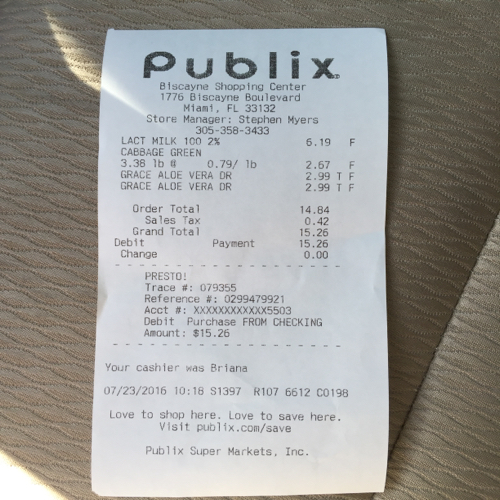 Publix
Biscayne Shopping Center
1776 Biscayne Boulevard
Miami, FL 33132
Store Manager: Stephen Myers
305-358-3433
LACT MILK 100 2% 6.19 F
CABBAGE GREEN
3.38 lb @ 0.79/ lb 2.67 F
GRACE ALOE VERA DR 2.99 T F
GRACE ALOE VERA DR 2.99 T F
Order Total 14.84
Sales Tax 0.42
Grand Total 15.26
Debit Payment 15.26
Change 0.00
PRESTO!
Trace #: 079355
Reference #: 0299479921
Acct #: XXXXXXXXXXXX5503
Debit Purchase FROM CHECKING
Amount: $15.26
Your cashier was Briana
07/23/2016 10:18 S1397 R107 6612 C0198
Love to shop here. Love to save here.
Visit publix.com/save
Publix Super Markets, Inc.